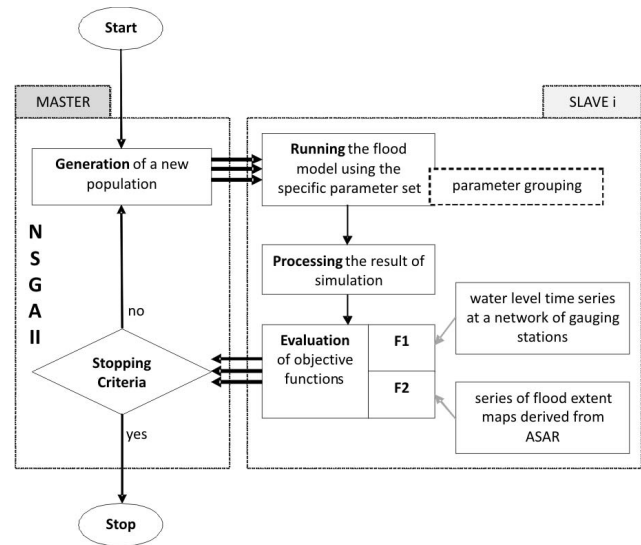 Start
MASTER
SLAVE i
Generation of a new
population
Running the flood
model using the
specific parameter set
parameter grouping
Processing the result of
simulation
N
S
G
A
II
no
Stopping
Criteria
yes
Evaluation
of objective
functions
F1
F2
water level time series
at a network of gauging
stations
series of flood extent
maps derived from
ASAR
Stop